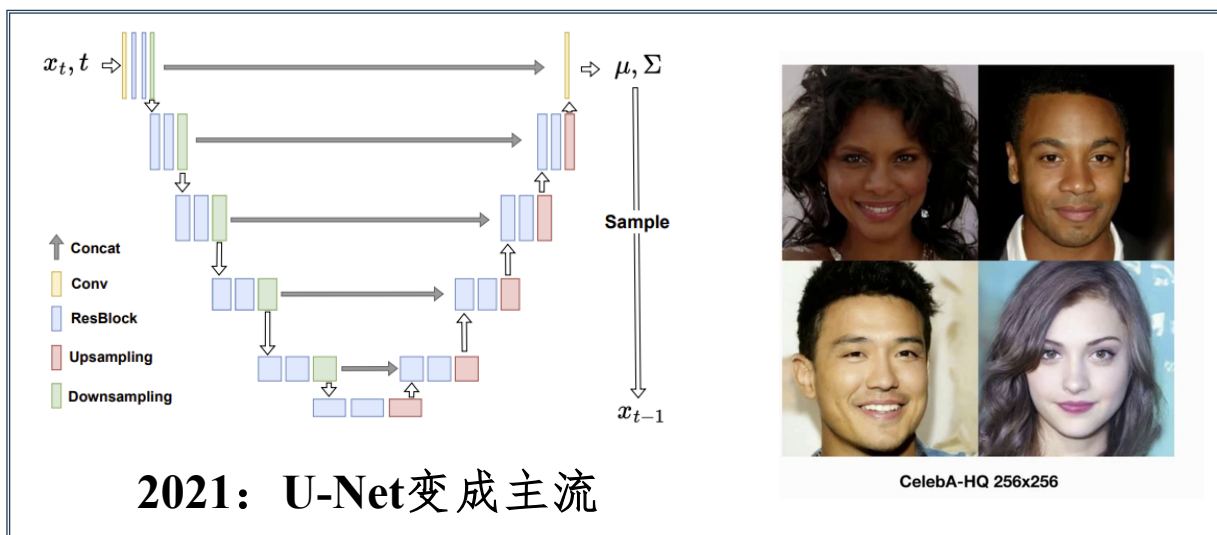 x_t, t
μ, Σ
Sample
x_{t−1}
Concat
Conv
ResBlock
Upsampling
Downsampling
2021：U-Net变成主流
CelebA-HQ 256x256